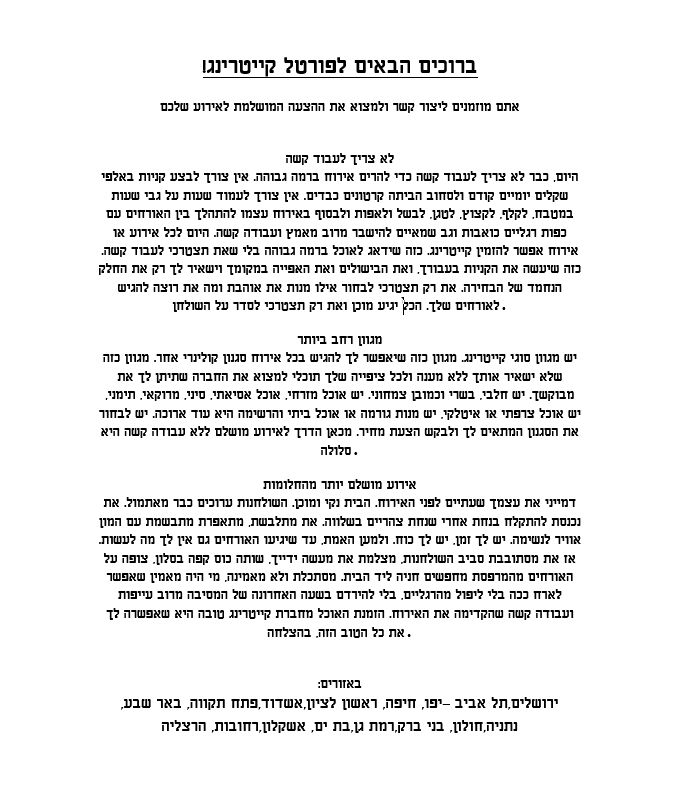 ברוכים הבאים לפורטל קייטרינג!
אתם מוזמנים ליצור קשר ולמצוא את ההצעה המושלמת לאירוע שלכם
לא צריך לעבוד קשה
היום, כבר לא צריך לעבוד קשה כדי להרים אירוח ברמה גבוהה. אין צורך לבצע קניות באלפי
שקלים יומיים קודם ולסחוב הביתה קרטונים כבדים. אין צורך לעמוד שעות על גבי שעות
במטבח, לקלף, לקצוץ, לטגן, לבשל ולאפות ולבסוף באירוח עצמו להתהלך בין האורחים עם
כפות רגליים כואבות וגב שמאיים להישבר מרוב מאמץ ועבודה קשה. היום לכל אירוע או
אירוח אפשר להזמין קייטרינג. כזה שידאג לאוכל ברמה גבוהה בלי שאת תצטרכי לעבוד קשה.
כזה שיעשה את הקניות בעבורך, ואת הבישולים ואת האפייה במקומך וישאיר לך רק את החלק
הנחמד של הבחירה. את רק תצטרכי לבחור אילו מנות את אוהבת ומה את רוצה להגיש
לאורחים שלך. הכל יגיע מוכן ואת רק תצטרכי לסדר על השולחן.
מגוון רחב ביותר
יש מגוון סוגי קייטרינג. מגוון כזה שיאפשר לך להגיש בכל אירוח סגנון קולינרי אחר. מגוון כזה
שלא ישאיר אותך ללא מענה ולכל ציפייה שלך תוכלי למצוא את החברה שתיתן לך את
מבוקשך. יש חלבי, בשרי וכמובן צמחוני. יש אוכל מזרחי, אוכל אסיאתי, סיני, מרוקאי, תימני,
יש אוכל צרפתי או איטלקי, יש מנות גורמה או אוכל ביתי והרשימה היא עוד ארוכה. יש לבחור
את הסגנון המתאים לך ולבקש הצעת מחיר. מכאן הדרך לאירוע מושלם ללא עבודה קשה היא
סלולה.
אירוע מושלם יותר מהחלומות
דמייני את עצמך שעתיים לפני האירוח. הבית נקי ומוכן. השולחנות ערוכים כבר מאתמול. את
נכנסת להתקלח בנחת אחרי שנחת צהריים בשלווה. את מתלבשת, מתאפרת מתבשמת עם המון
אוויר לנשימה. יש לך זמן, יש לך כוח. ולמען האמת, עד שיגיעו האורחים גם אין לך מה לעשות.
אז את מסתובבת סביב השולחנות, מצלמת את מעשה ידייך, שותה כוס קפה בסלון, צופה על
האורחים מהמרפסת מחפשים חניה ליד הבית. מסתכלת ולא מאמינה, מי היה מאמין שאפשר
לארח ככה בלי ליפול מהרגליים, בלי להירדם בשעה האחרונה של המסיבה מרוב עייפות
ועבודה קשה שהקדימה את האירוח. הזמנת האוכל מחברת קייטרינג טובה היא שאפשרה לך
את כל הטוב הזה, בהצלחה.
באזורים:
ירושלים,תל אביב –יפו, חיפה, ראשון לציון,אשדוד,פתח תקווה, באר שבע,
נתניה,חולון, בני ברק,רמת גן,בת ים, אשקלון,רחובות, הרצליה